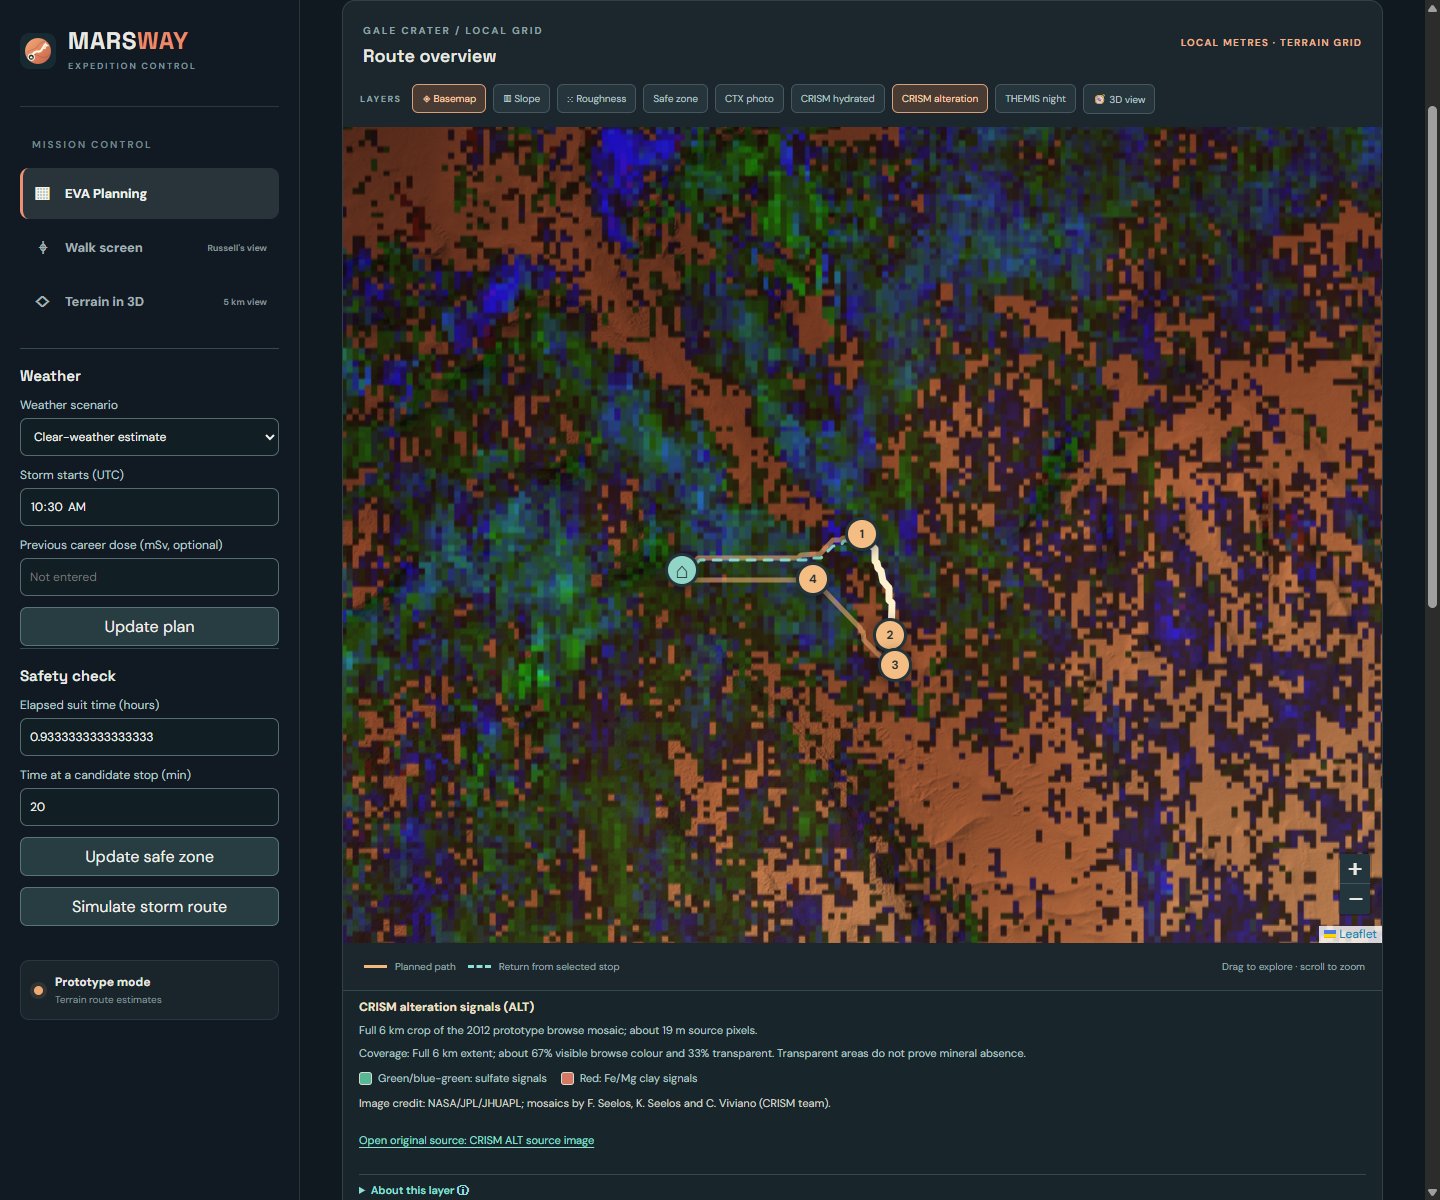 MARSWAY
EXPEDITION CONTROL
MISSION CONTROL
EVA Planning
Walk screen Russell's view
Terrain in 3D 5 km view
Weather
Weather scenario
Clear-weather estimate
Storm starts (UTC)
10:30 AM
Previous career dose (mSv, optional)
Not entered
Update plan
Safety check
Elapsed suit time (hours)
0.9333333333333333
Time at a candidate stop (min)
20
Update safe zone
Simulate storm route
Prototype mode
Terrain route estimates
GALE CRATER / LOCAL GRID
Route overview
LOCAL METRES · TERRAIN GRID
LAYERS Basemap Slope Roughness Safe zone CTX photo CRISM hydrated CRISM alteration THEMIS night 3D view
1
4
2
3
+
−
Leaflet
Planned path Return from selected stop Drag to explore · scroll to zoom
CRISM alteration signals (ALT)
Full 6 km crop of the 2012 prototype browse mosaic; about 19 m source pixels.
Coverage: Full 6 km extent; about 67% visible browse colour and 33% transparent. Transparent areas do not prove mineral absence.
Green/blue-green: sulfate signals Red: Fe/Mg clay signals
Image credit: NASA/JPL/JHUAPL; mosaics by F. Seelos, K. Seelos and C. Viviano (CRISM team).
Open original source: CRISM ALT source image
About this layer ⓘ